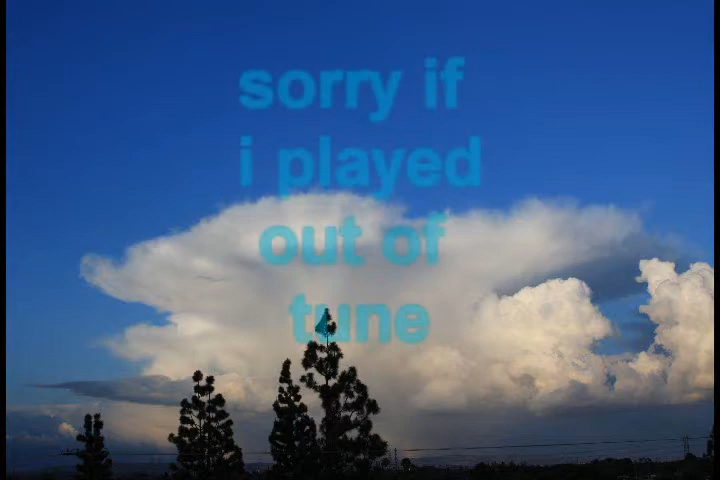 sorry if
i played
out of
tune